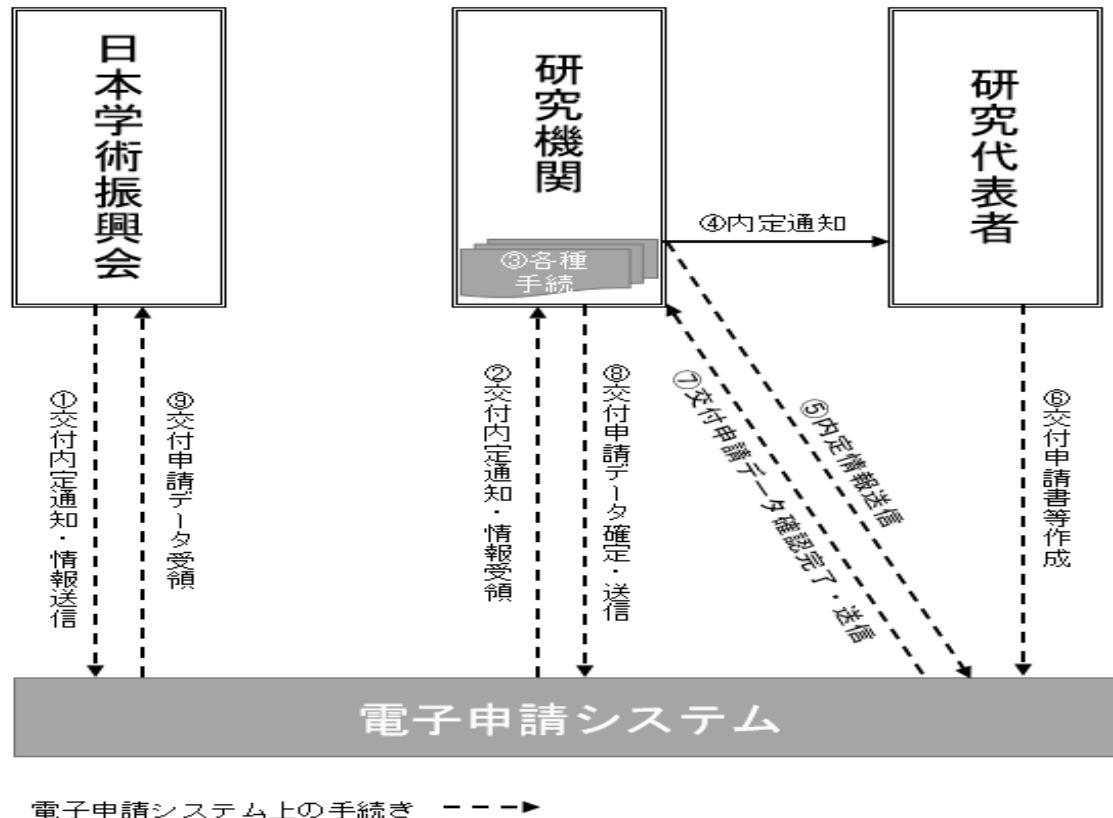 日本学術振興会
研究機関
研究代表者
③各種
手続
④内定通知
①交付内定通知・情報送信
⑨交付申請データ受領
②交付内定通知・情報受領
⑧交付申請データ確定・送信
⑦交付申請データ確認完了・送信
⑤内定情報送信
⑥交付申請書等作成
電子申請システム
電子申請システム上の手続き